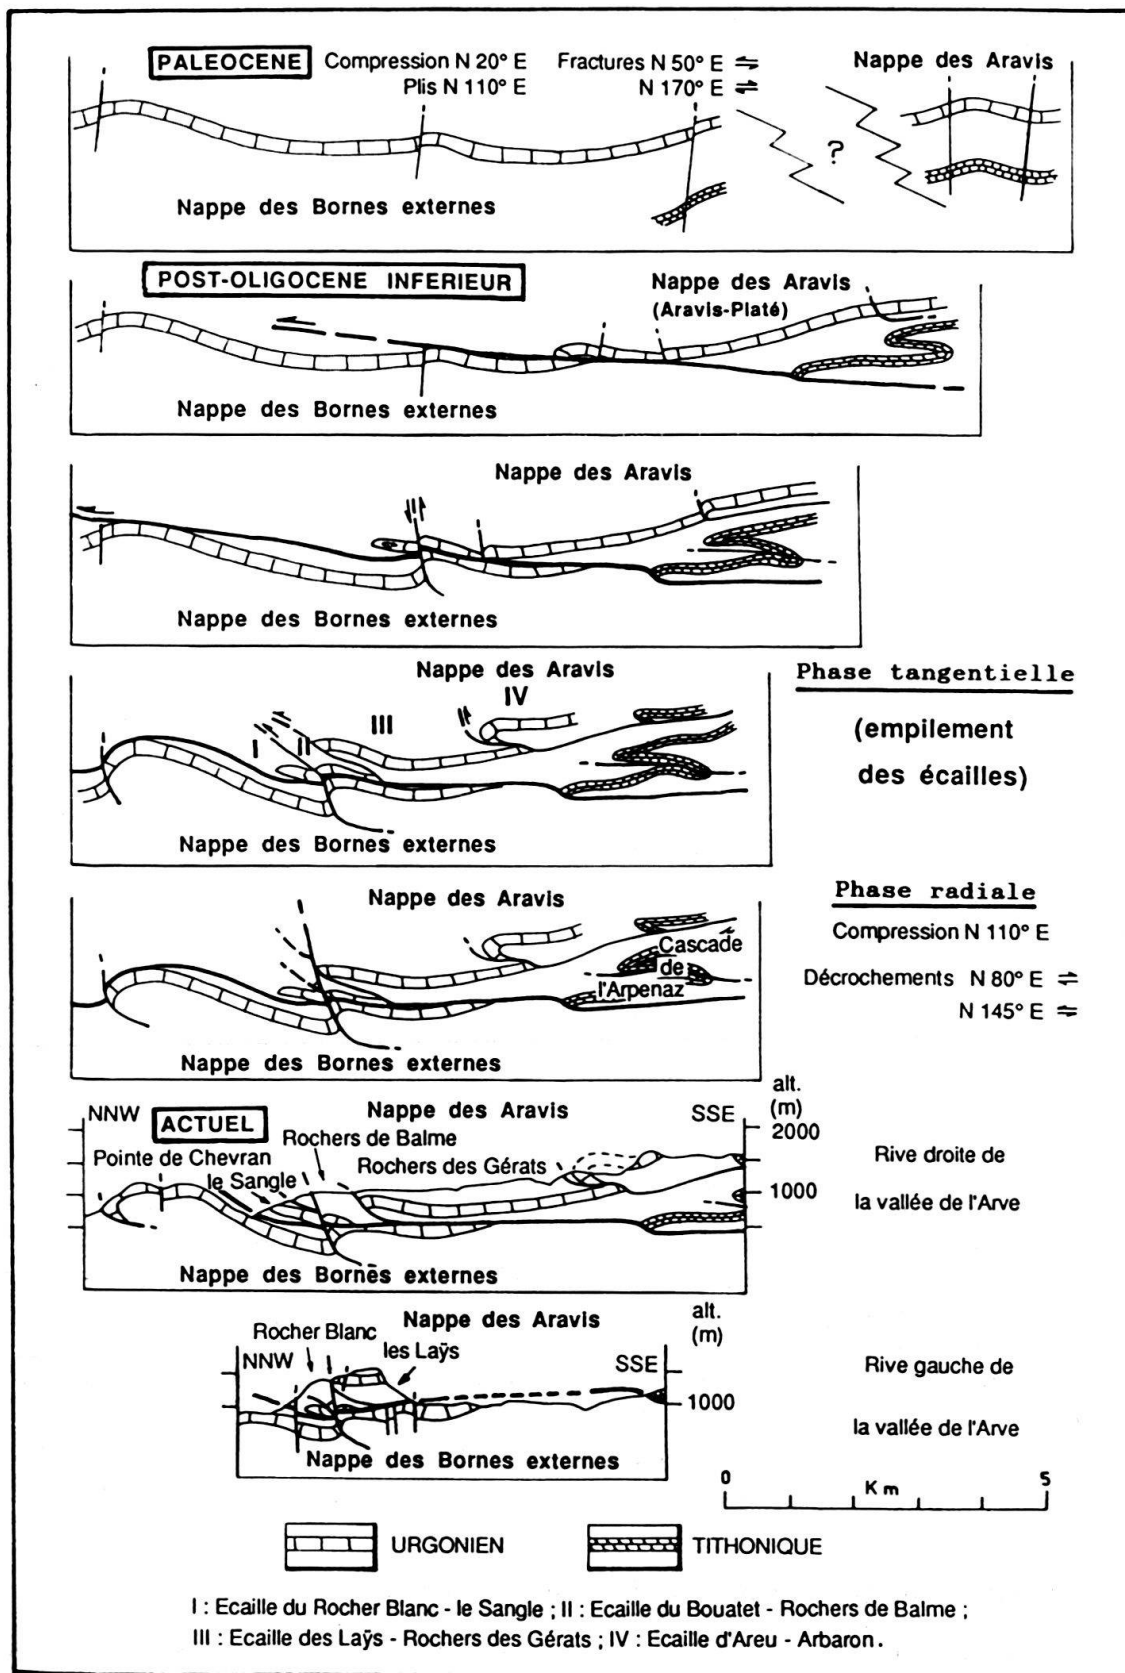 PALEOCENE Compression N 20° E Fractures N 50° E ⇋ Nappe des Aravis
Plis N 110° E N 170° E ⇌
?
Nappe des Bornes externes
POST-OLIGOCENE INFERIEUR Nappe des Aravis
(Aravis-Platé)
Nappe des Bornes externes
Nappe des Aravis
Nappe des Bornes externes
Nappe des Aravis
Phase tangentielle
I II III IV
(empilement
des écailles)
Nappe des Bornes externes
Nappe des Aravis
Phase radiale
Compression N 110° E
Cascade
de
l'Arpenaz
Décrochements N 80° E ⇌
N 145° E ⇋
Nappe des Bornes externes
alt.
(m)
NNW ACTUEL Nappe des Aravis SSE
2000
Rochers de Balme
Pointe de Chevran
Rochers des Gérats
le Sangle
Rive droite de
1000
la vallée de l'Arve
Nappe des Bornes externes
Nappe des Aravis
alt.
(m)
Rocher Blanc
les Laÿs
NNW SSE
Rive gauche de
1000
la vallée de l'Arve
Nappe des Bornes externes
0 5
Km
URGONIEN TITHONIQUE
I : Ecaille du Rocher Blanc - le Sangle ; II : Ecaille du Bouatet - Rochers de Balme ;
III : Ecaille des Laÿs - Rochers des Gérats ; IV : Ecaille d'Areu - Arbaron .